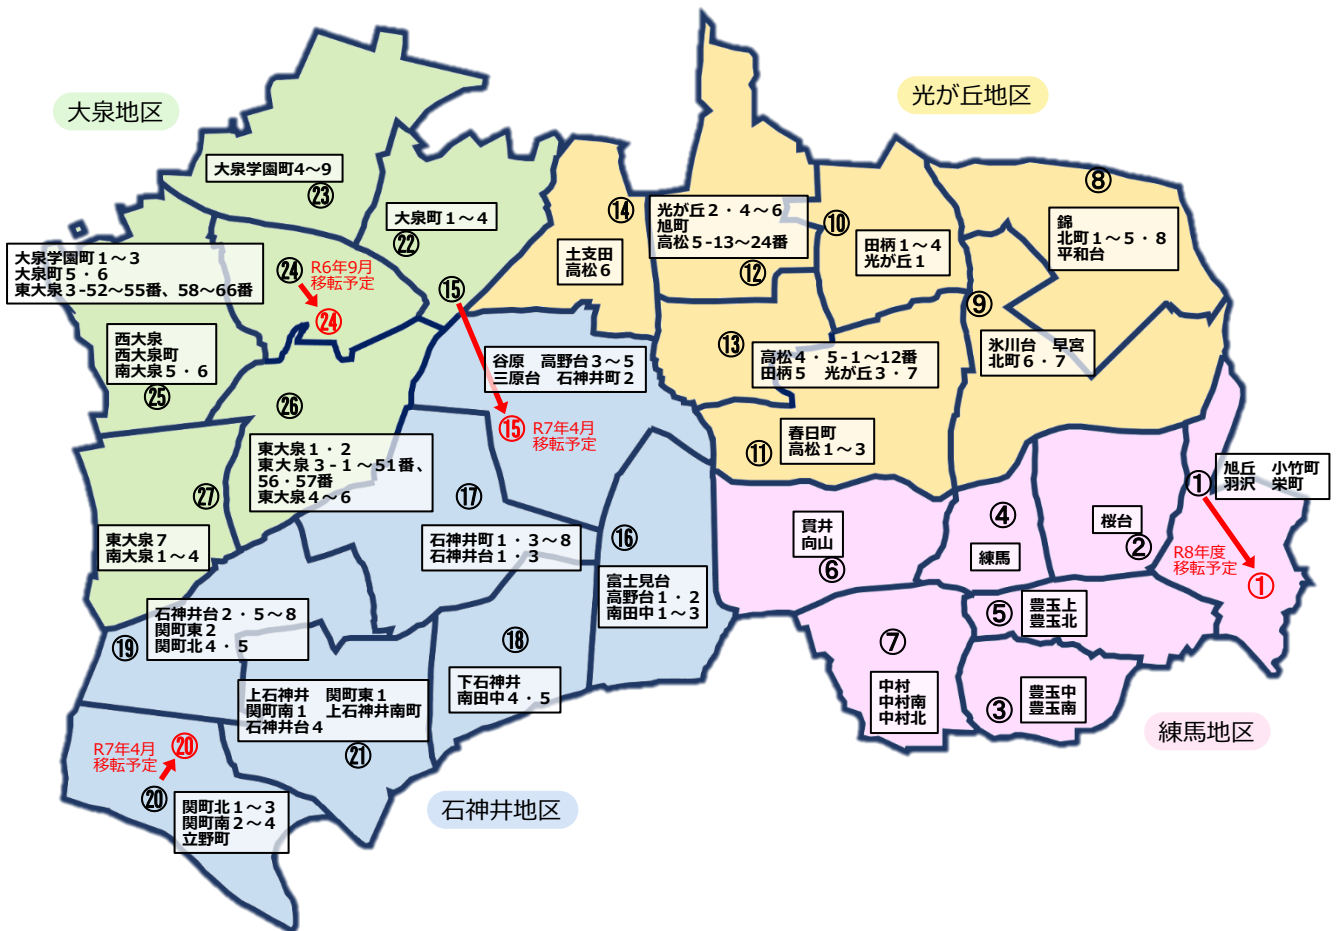 大泉地区
光が丘地区
大泉学園町4～9
㉓
大泉町１～４
㉒
⑭
土支田
高松６
光が丘２・４～６
旭町
高松５-13～24番
⑫
⑩
田柄１～４
光が丘１
⑧
錦
北町１～５・８
平和台
大泉学園町１～３
大泉町５・６
東大泉３-52～55番、58～66番
㉔
R6年9月
移転予定
㉔
⑮
⑨
氷川台　早宮
北町６・７
西大泉
西大泉町
南大泉５・６
㉕
谷原　高野台３～５
三原台　石神井町２
⑮
R7年4月
移転予定
⑬
高松４・５-１～12番
田柄５　光が丘３・７
㉖
東大泉１・２
東大泉３-１～51番、
56・57番
東大泉４～６
春日町
高松１～３
⑪
①
旭丘　小竹町
羽沢　栄町
R8年度
移転予定
①
㉗
東大泉７
南大泉１～４
⑰
石神井町１・３～８
石神井台１・３
⑯
富士見台
高野台１・２
南田中１～３
貫井
向山
⑥
④
練馬
桜台
②
⑤
豊玉上
豊玉北
⑲
石神井台２・５～８
関町東２
関町北４・５
⑱
下石神井
南田中４・５
⑦
中村
中村南
中村北
③
豊玉中
豊玉南
上石神井　関町東１
関町南１　上石神井南町
石神井台４
㉑
R7年4月
移転予定
⑳
⑳
関町北１～３
関町南２～４
立野町
石神井地区
練馬地区